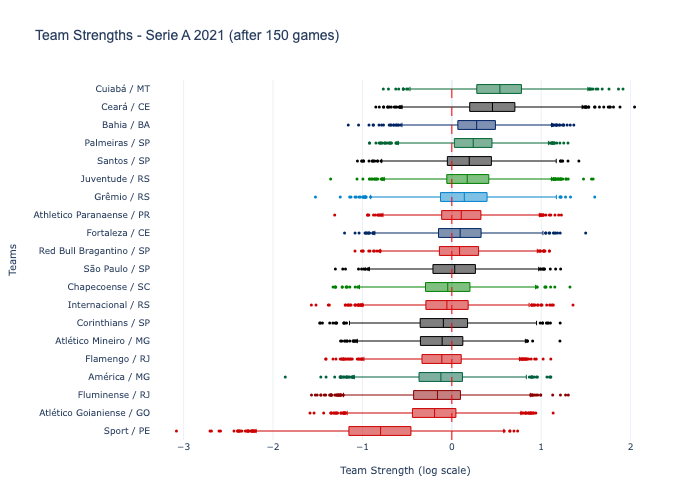 Team Strengths - Serie A 2021 (after 150 games)
Teams
Cuiabá / MT
Ceará / CE
Bahia / BA
Palmeiras / SP
Santos / SP
Juventude / RS
Grêmio / RS
Athletico Paranaense / PR
Fortaleza / CE
Red Bull Bragantino / SP
São Paulo / SP
Chapecoense / SC
Internacional / RS
Corinthians / SP
Atlético Mineiro / MG
Flamengo / RJ
América / MG
Fluminense / RJ
Atlético Goianiense / GO
Sport / PE
−3 −2 −1 0 1 2
Team Strength (log scale)